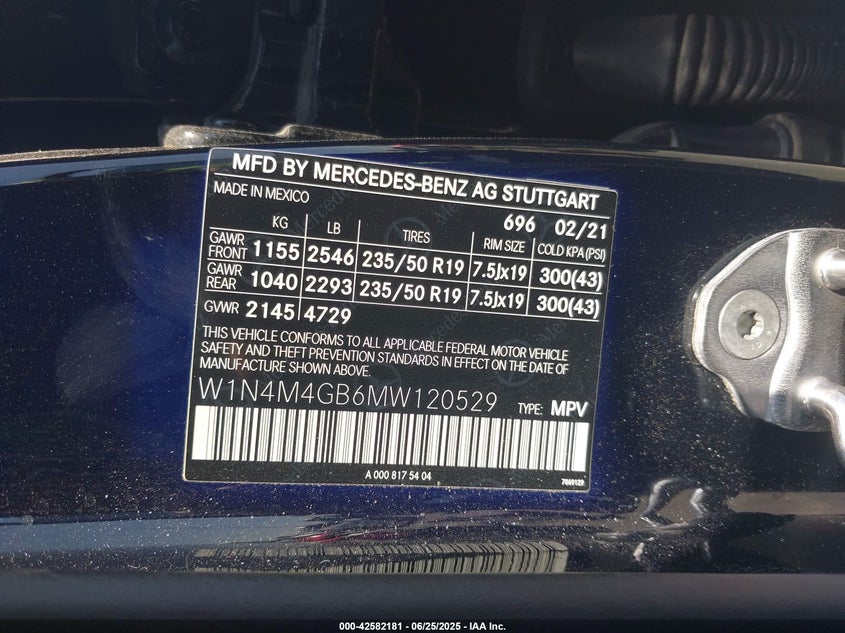 MFD BY MERCEDES-BENZ AG STUTTGART
MADE IN MEXICO 696 02/21
KG LB TIRES RIM SIZE COLD KPA (PSI)
GAWR FRONT 1155 2546 235/50 R19 7.5Jx19 300(43)
GAWR REAR 1040 2293 235/50 R19 7.5Jx19 300(43)
GVWR 2145 4729
THIS VEHICLE CONFORMS TO ALL APPLICABLE FEDERAL MOTOR VEHICLE
SAFETY AND THEFT PREVENTION STANDARDS IN EFFECT ON THE DATE OF
MANUFACTURE SHOWN ABOVE.
W1N4M4GB6MW120529 TYPE: MPV
A 000 817 54 04
000-42582181 - 06/25/2025 - IAA Inc.